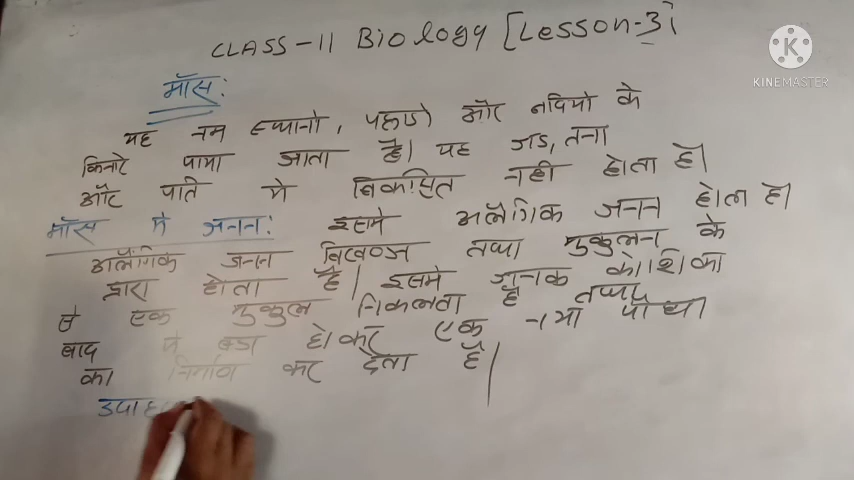 CLASS-11 Biology [Lesson-3]
KINEMASTER
मॉस:
यह नम स्थानो, पहाडो और नदियो के
किनारे पाया जाता है। यह जड, तना
और पाति मे विकसित नही होता है।
मॉस मे जनन: इसमे अलैगिक जनन होता है।
अलैंगिक जनन विखण्डन तथा मुकुलन के
द्वारा होता है। इसमे जनक कोशिका
से एक मुकुल निकलता है तथा
बाद मे बडा होकर एक नया पौधा
का निर्माण कर देता है।